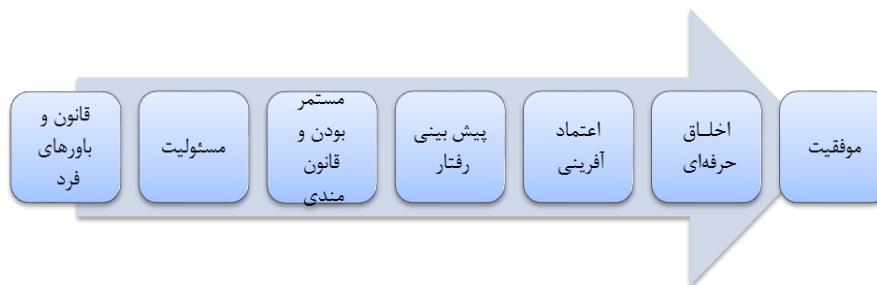 قانون و
باورهای
فرد
مسئولیت
مستمر
بودن و
قانون
مندی
پیش بینی
رفتار
اعتماد
آفرینی
اخلاق
حرفه‌ای
موفقیت